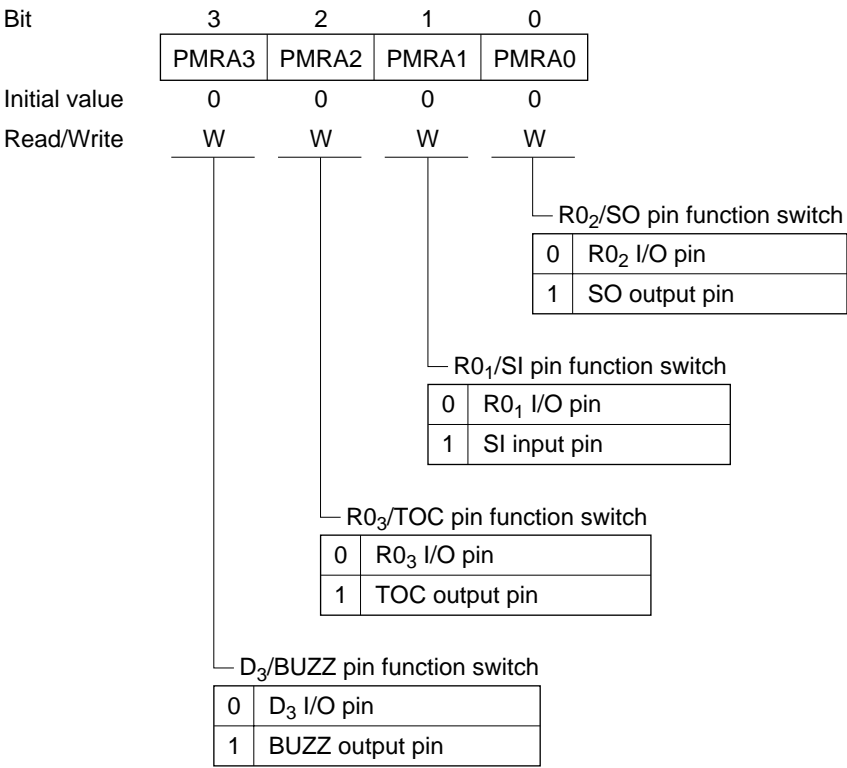 Bit 3 2 1 0
PMRA3 PMRA2 PMRA1 PMRA0
Initial value 0 0 0 0
Read/Write W W W W
R0₂/SO pin function switch
0 R0₂ I/O pin
1 SO output pin
R0₁/SI pin function switch
0 R0₁ I/O pin
1 SI input pin
R0₃/TOC pin function switch
0 R0₃ I/O pin
1 TOC output pin
D₃/BUZZ pin function switch
0 D₃ I/O pin
1 BUZZ output pin